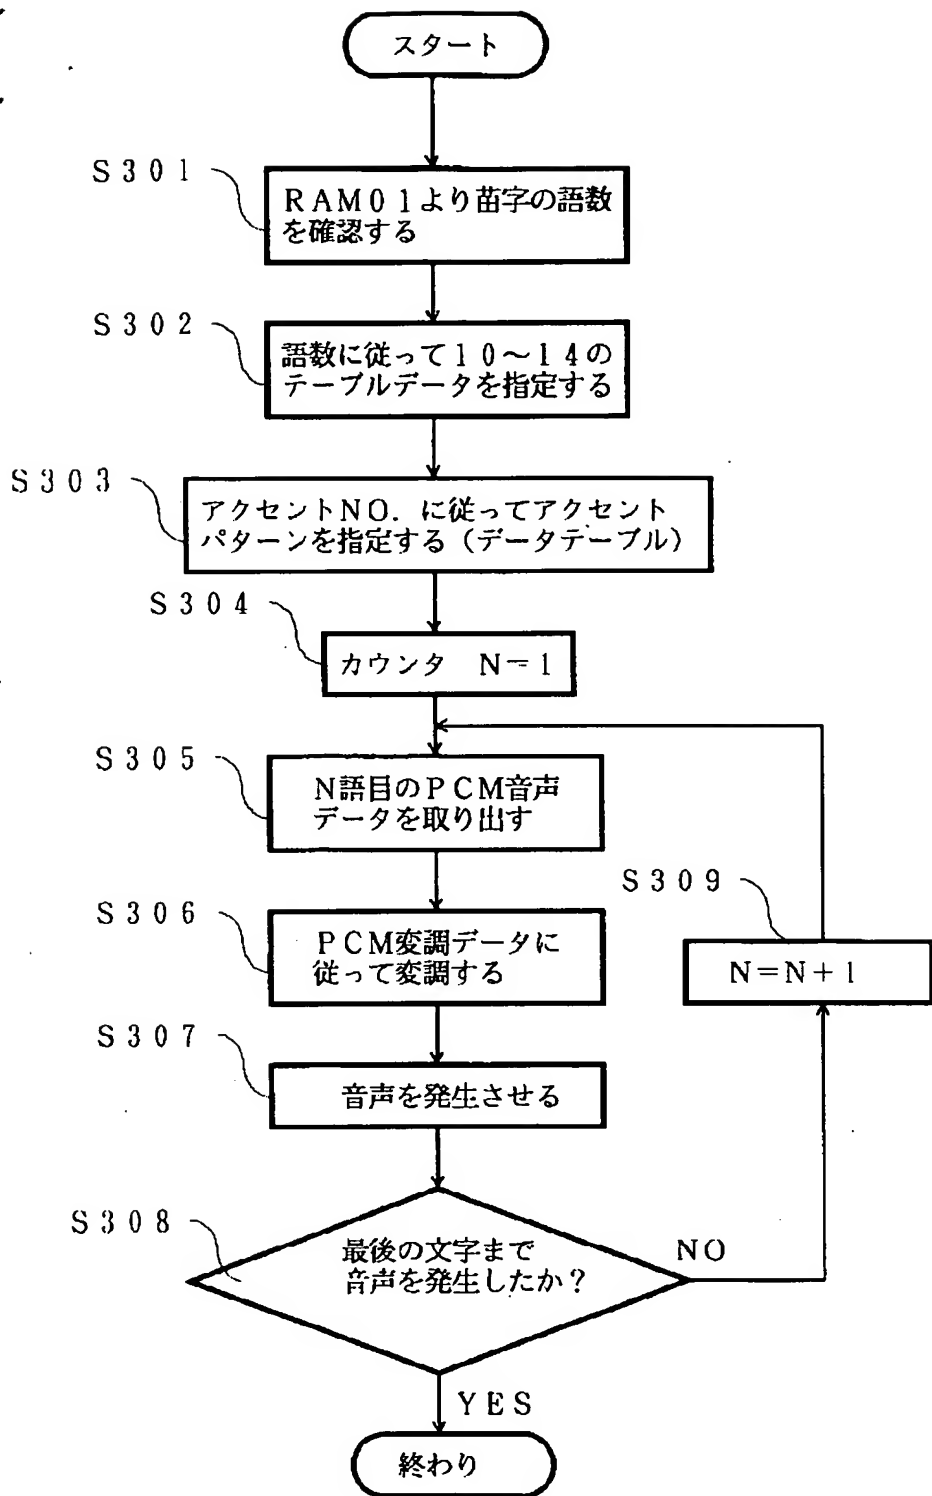 スタート
S301
RAM01より苗字の語数
を確認する
S302
語数に従って10〜14の
テーブルデータを指定する
S303
アクセントNO.に従ってアクセント
パターンを指定する(データテーブル)
S304
カウンタ N=1
S305
N語目のPCM音声
データを取り出す
S306
PCM変調データに
従って変調する
S309
N=N+1
S307
音声を発生させる
S308
最後の文字まで
音声を発生したか?
NO
YES
終わり